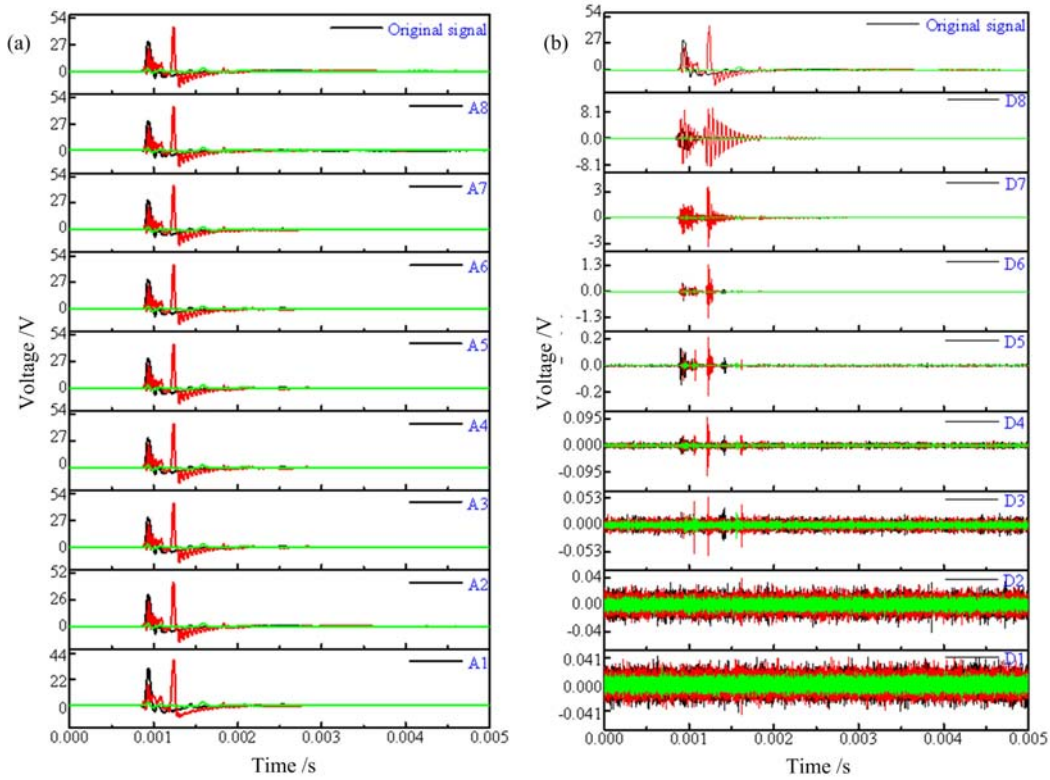 (a)
Voltage /V
54
27
0
Original signal
54
27
0
A8
54
27
0
A7
54
27
0
A6
54
27
0
A5
54
27
0
A4
54
27
0
A3
52
26
0
A2
44
22
0
A1
0.000 0.001 0.002 0.003 0.004 0.005
Time /s
(b)
Voltage /V
54
27
0
Original signal
8.1
0.0
-8.1
D8
3
0
-3
D7
1.3
0.0
-1.3
D6
0.2
0.0
-0.2
D5
0.095
0.000
-0.095
D4
0.053
0.000
-0.053
D3
0.04
0.00
-0.04
D2
0.041
0.000
-0.041
D1
0.000 0.001 0.002 0.003 0.004 0.005
Time /s